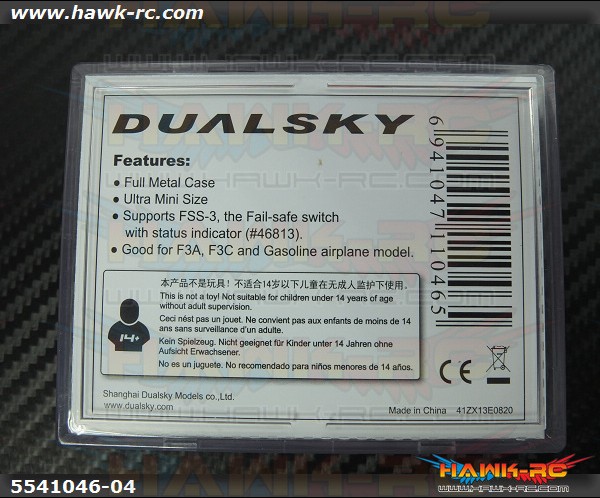 www.hawk-rc.com
DUALSKY
Features:
• Full Metal Case
• Ultra Mini Size
• Supports FSS-3, the Fail-safe switch
with status indicator (#46813).
• Good for F3A, F3C and Gasoline airplane model.
6941047110465
本产品不是玩具！不适合14岁以下儿童在无成人监护下使用.
This is not a toy! Not suitable for children under 14 years of age
without adult supervision.
Ceci nést pas un jouet. Ne convient pas aux enfants de moins de 14
ans sans surveillance d'un adulte.
Kein Spielzeug. Nicht geeignet für Kinder unter 14 Jahren ohne
Aufsicht Erwachsener.
No es un juguete. No recomendado para niños menores de 14 años.
14+
CE
Shanghai Dualsky Models co.,Ltd.
www.dualsky.com
Made in China 41ZX13E0820
HAWK-RC
WWW.HAWK-RC.COM
5541046-04
HAWK-RC